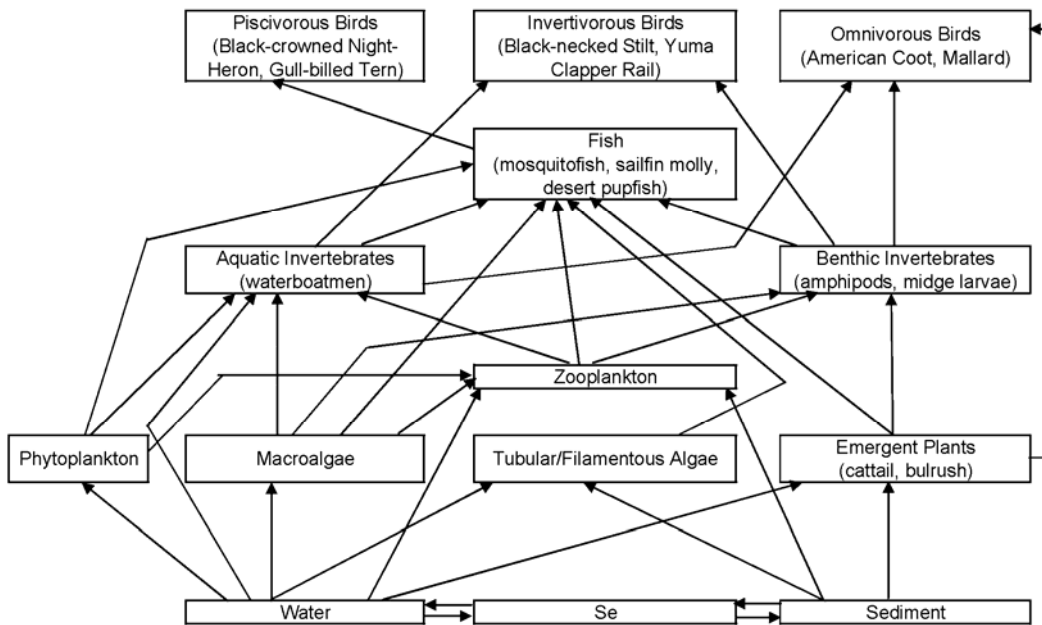 Piscivorous Birds
(Black-crowned Night-
Heron, Gull-billed Tern)
Invertivorous Birds
(Black-necked Stilt, Yuma
Clapper Rail)
Omnivorous Birds
(American Coot, Mallard)
Fish
(mosquitofish, sailfin molly,
desert pupfish)
Aquatic Invertebrates
(waterboatmen)
Benthic Invertebrates
(amphipods, midge larvae)
Zooplankton
Phytoplankton
Macroalgae
Tubular/Filamentous Algae
Emergent Plants
(cattail, bulrush)
Water
Se
Sediment